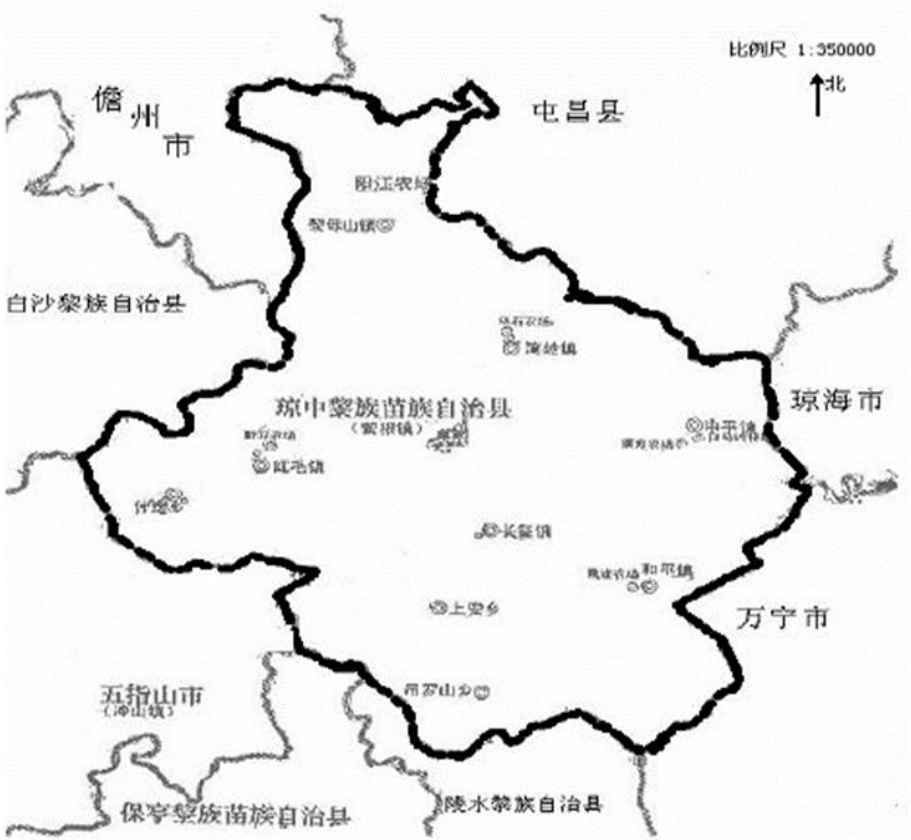 比例尺 1:350000
北
儋州市
屯昌县
阳江农场
黎母山镇
白沙黎族自治县
湾岭镇
琼中黎族苗族自治县
(营根镇)
琼海市
中平镇
红毛镇
什运乡
长征镇
和平镇
上安乡
万宁市
吊罗山乡
五指山市
(冲山镇)
保亭黎族苗族自治县
陵水黎族自治县